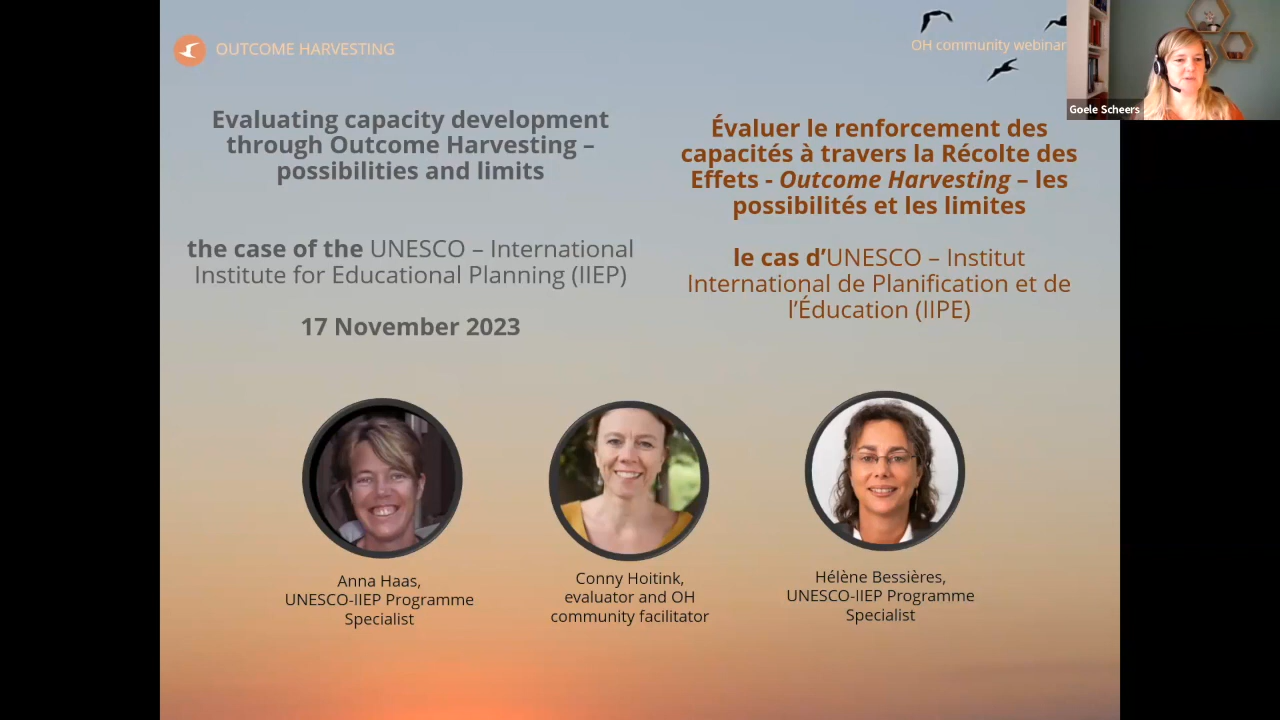 OUTCOME HARVESTING
OH community webinar
Goele Scheers
Evaluating capacity development
through Outcome Harvesting –
possibilities and limits
the case of the UNESCO – International
Institute for Educational Planning (IIEP)
17 November 2023
Évaluer le renforcement des
capacités à travers la Récolte des
Effets - Outcome Harvesting – les
possibilités et les limites
le cas d’UNESCO – Institut
International de Planification et de
l’Éducation (IIPE)
Anna Haas,
UNESCO-IIEP Programme
Specialist
Conny Hoitink,
evaluator and OH
community facilitator
Hélène Bessières,
UNESCO-IIEP Programme
Specialist